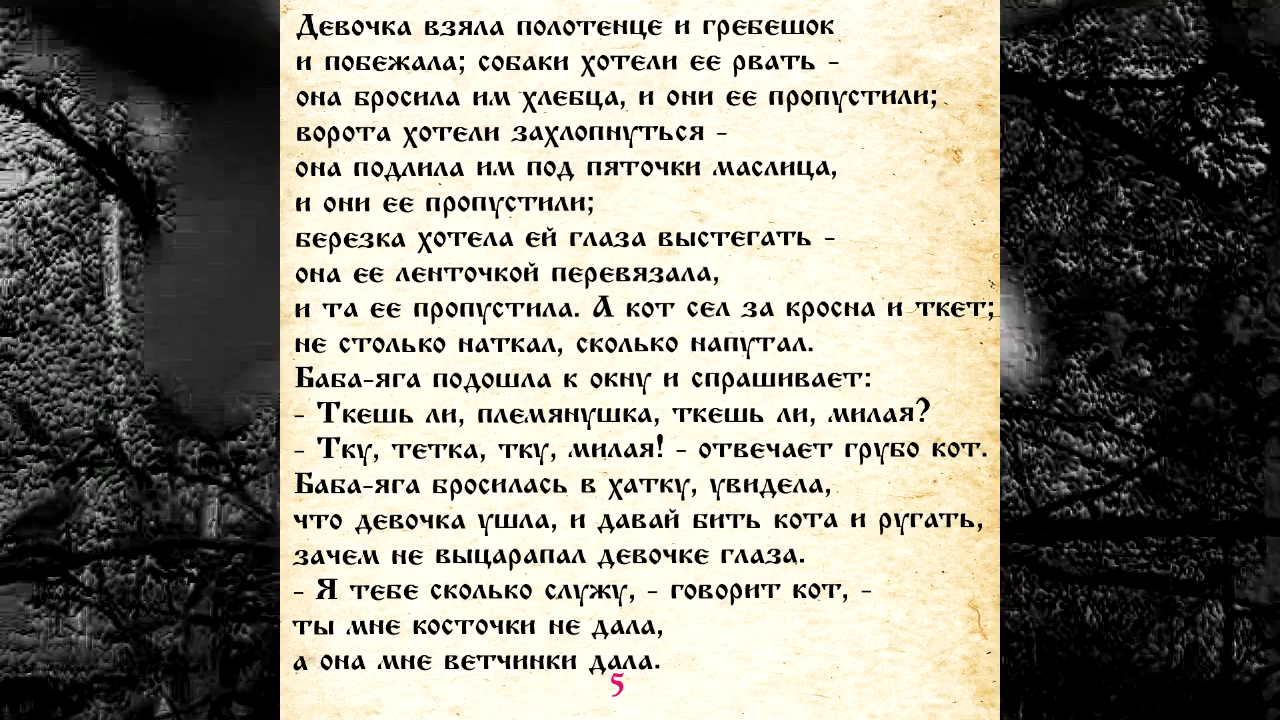 Девочка взяла полотенце и гребешок
и побежала; собаки хотели ее рвать -
она бросила им хлебца, и они ее пропустили;
ворота хотели захлопнуться -
она подлила им под пяточки маслица,
и они ее пропустили;
березка хотела ей глаза выстегать -
она ее ленточкой перевязала,
и та ее пропустила. А кот сел за кросна и ткет;
не столько наткал, сколько напутал.
Баба-яга подошла к окну и спрашивает:
- Ткешь ли, племянушка, ткешь ли, милая?
- Тку, тетка, тку, милая! - отвечает грубо кот.
Баба-яга бросилась в хатку, увидела,
что девочка ушла, и давай бить кота и ругать,
зачем не выцарапал девочке глаза.
- Я тебе сколько служу, - говорит кот, -
ты мне косточки не дала,
а она мне ветчинки дала.
5